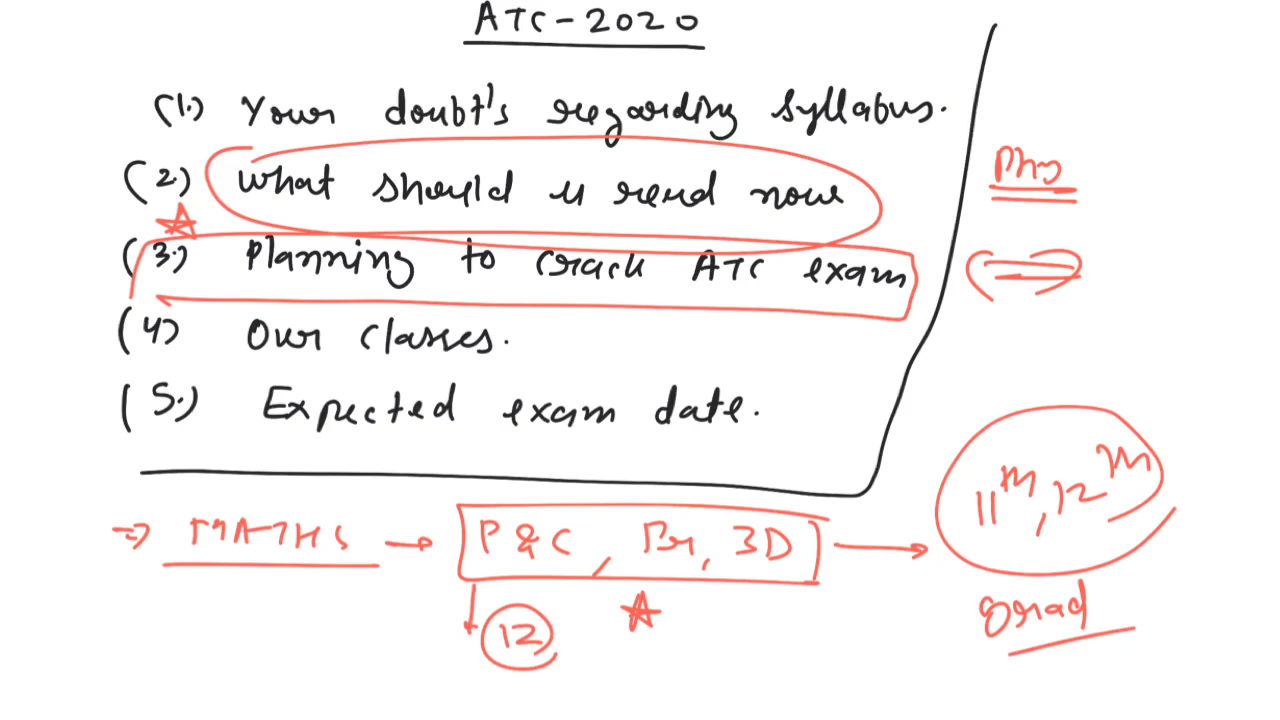 ATC-2020
(1.) Your doubt's regarding syllabus.
(2.) What should u read now
(3.) Planning to crack ATC exam
(4) Our classes.
(5.) Expected exam date.
Phy
11th, 12th
grad
⇒ MATHS → P&C, Pr, 3D →
12